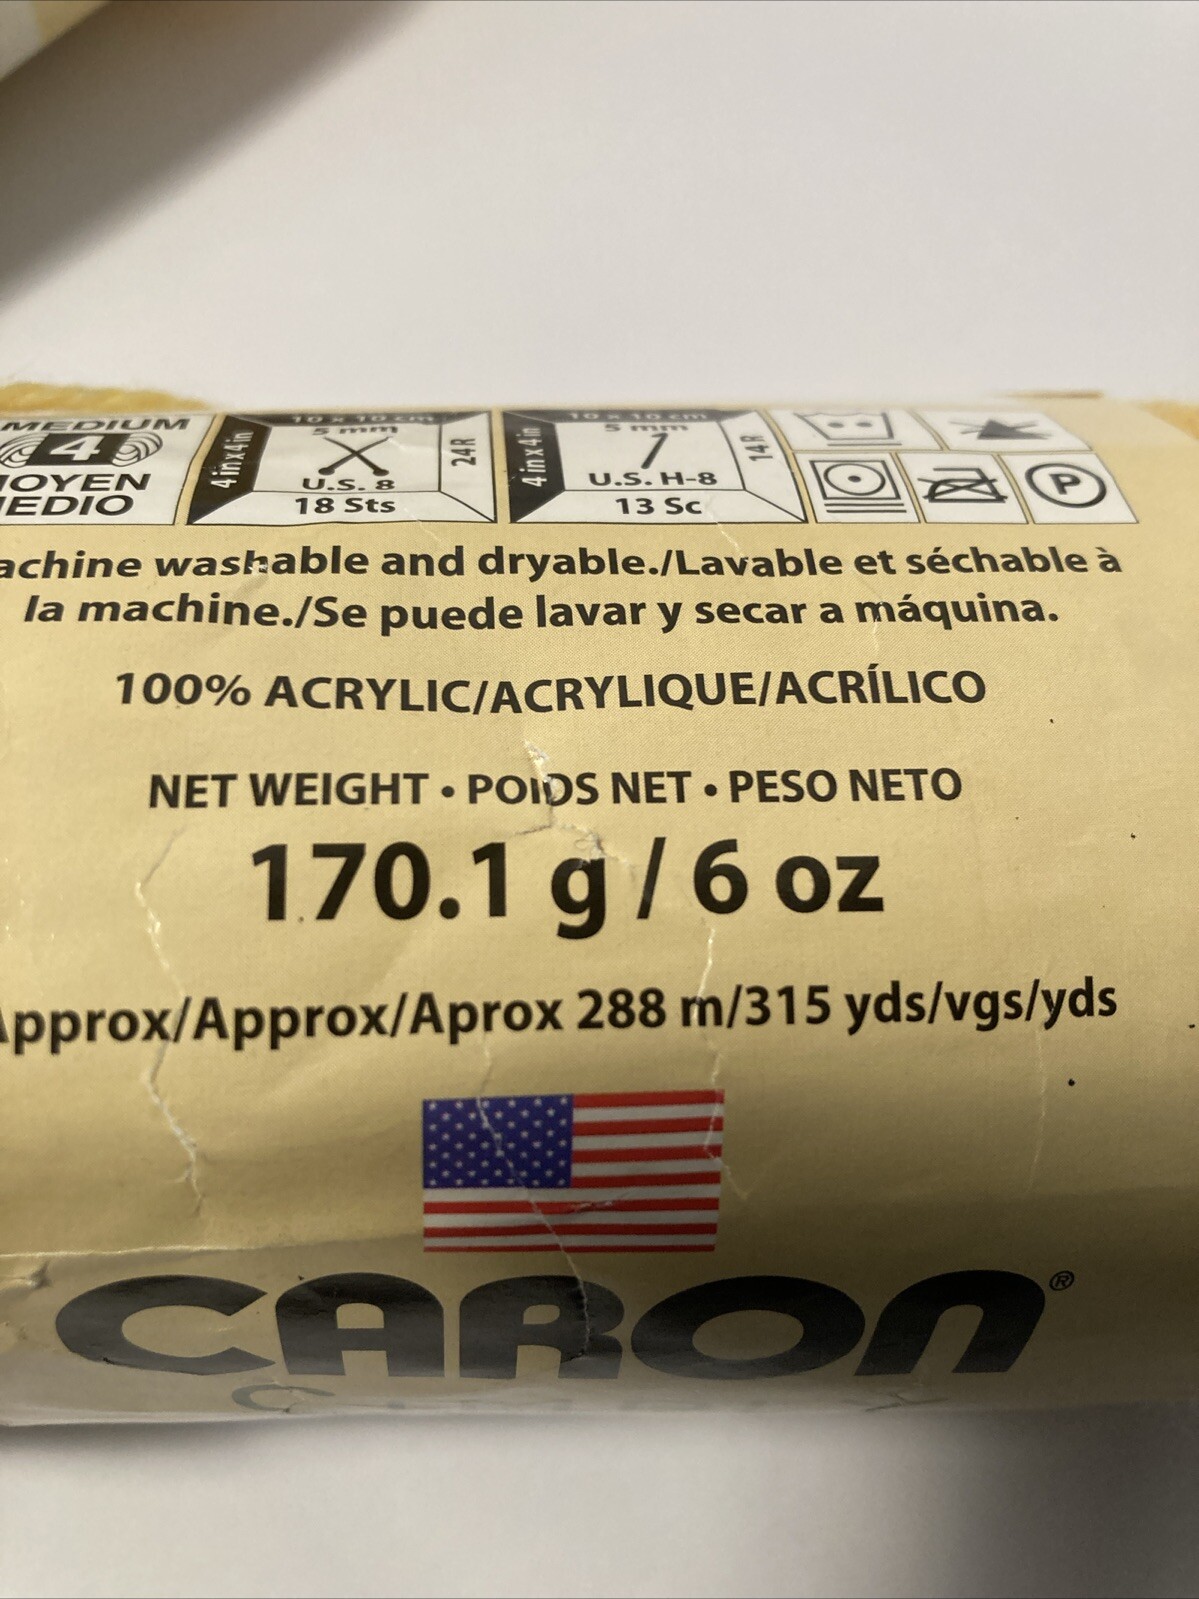 MEDIUM
4
MOYEN
MEDIO
10 x 10 cm
4 in x 4 in
5 mm
24 R
U.S. 8
18 Sts
10 x 10 cm
4 in x 4 in
5 mm
14 R
U.S. H-8
13 Sc
P
achine washable and dryable./Lavable et séchable à
la machine./Se puede lavar y secar a máquina.
100% ACRYLIC/ACRYLIQUE/ACRÍLICO
NET WEIGHT • POIDS NET • PESO NETO
170.1 g / 6 oz
Approx/Approx/Aprox 288 m/315 yds/vgs/yds
CARON®